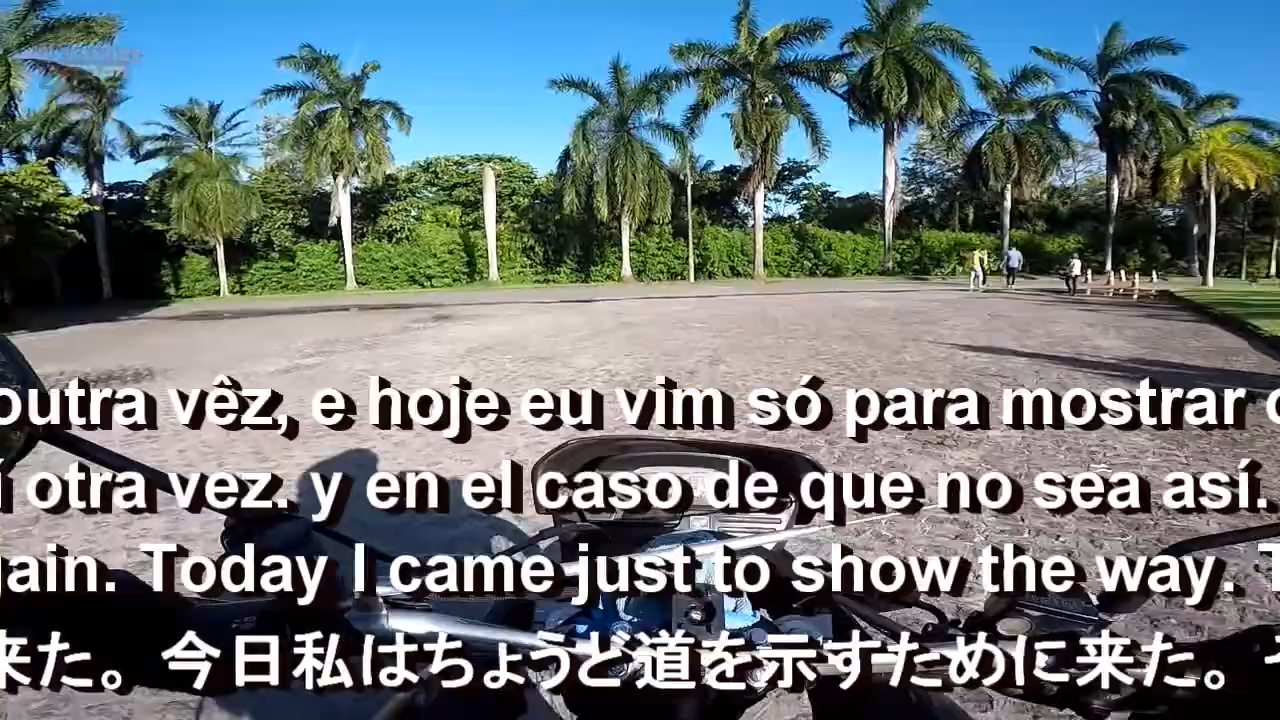 outra vêz, e hoje eu vim só para mostrar
í otra vez. y en el caso de que no sea así.
gain. Today I came just to show the way.
来た。今日私はちょうど道を示すために来た。